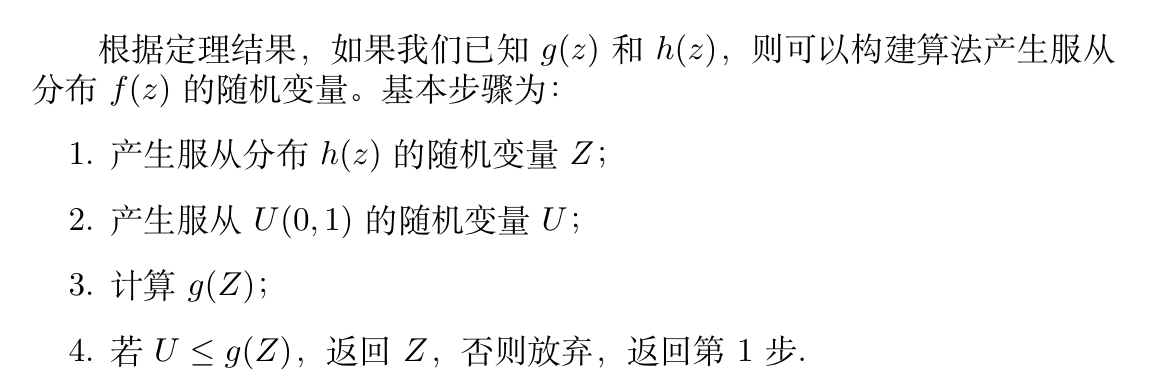 根据定理结果，如果我们已知 g(z) 和 h(z)，则可以构建算法产生服从
分布 f(z) 的随机变量。基本步骤为：
1. 产生服从分布 h(z) 的随机变量 Z；
2. 产生服从 U(0, 1) 的随机变量 U；
3. 计算 g(Z)；
4. 若 U ≤ g(Z)，返回 Z，否则放弃，返回第 1 步.